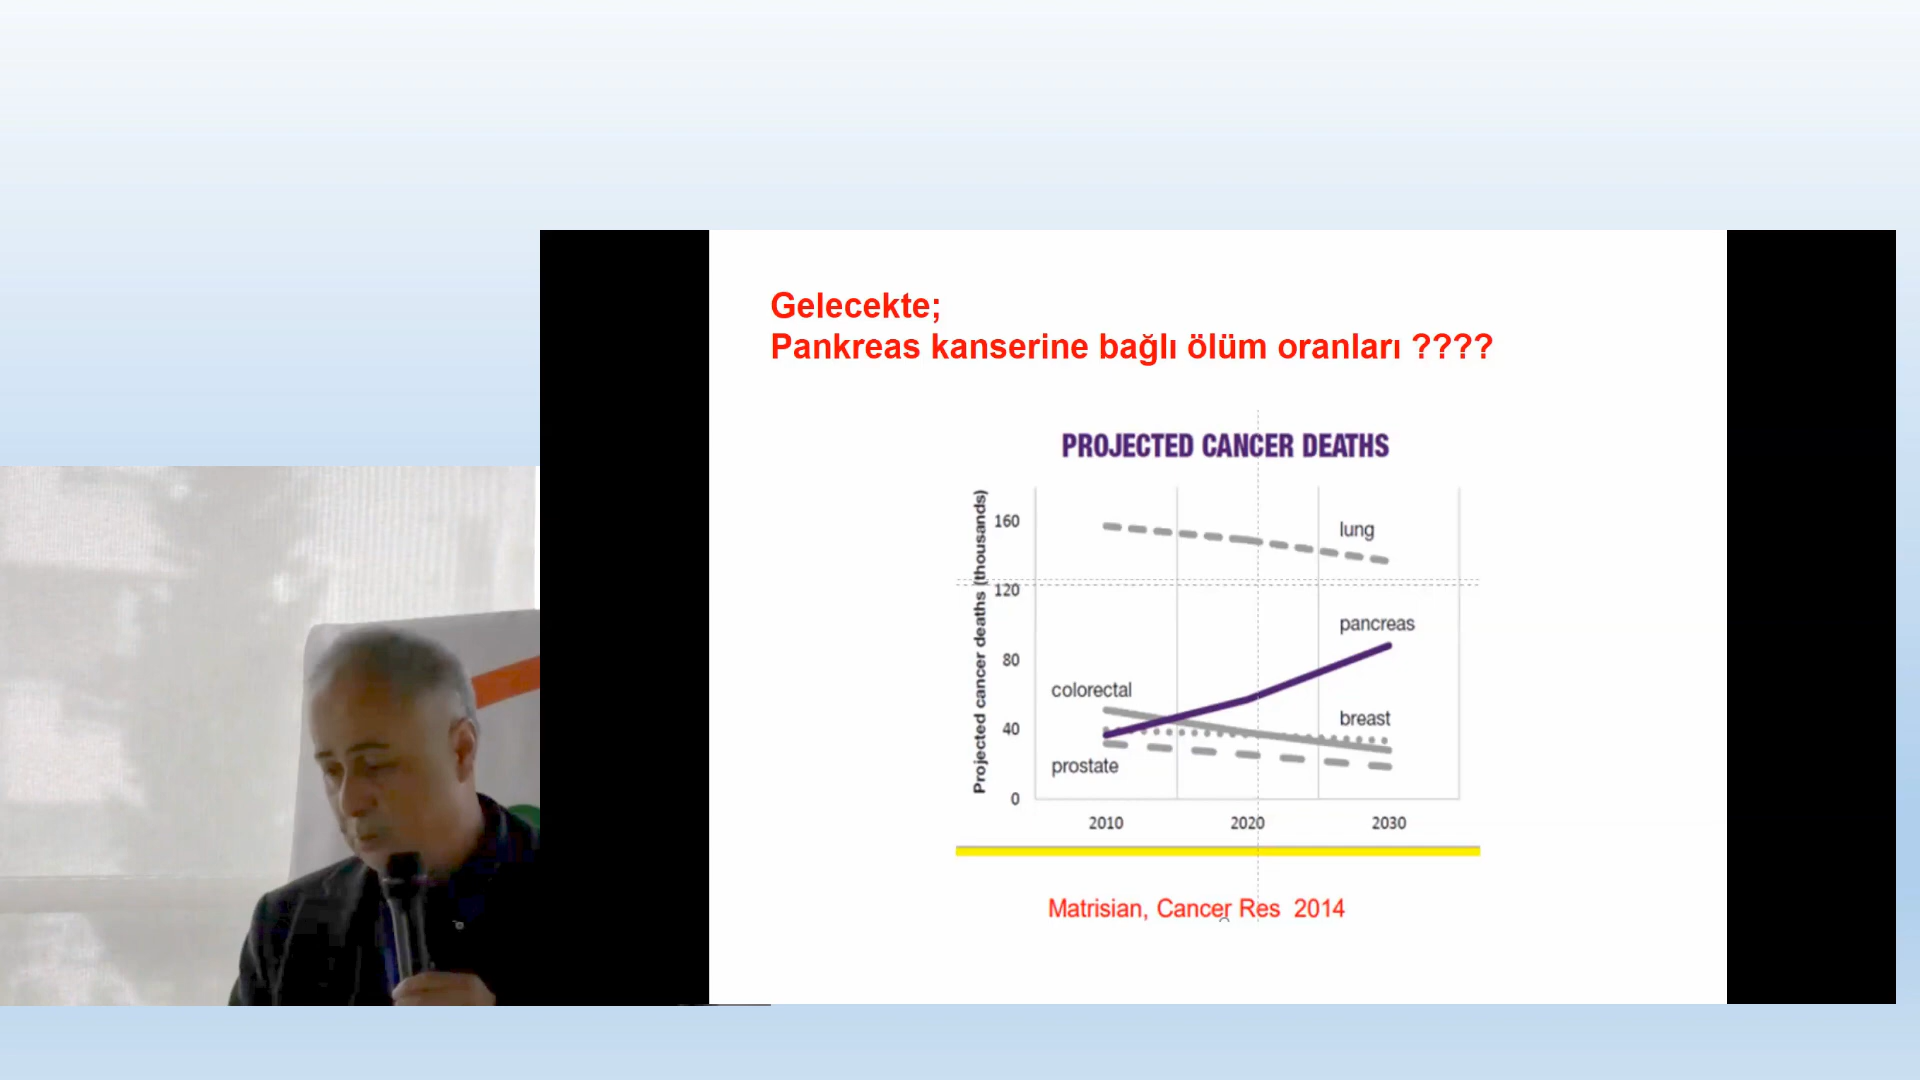 Gelecekte;
Pankreas kanserine bağlı ölüm oranları ????
PROJECTED CANCER DEATHS
Projected cancer deaths (thousands)
160
120
80
40
0
lung
pancreas
colorectal
breast
prostate
2010 2020 2030
Matrisian, Cancer Res 2014